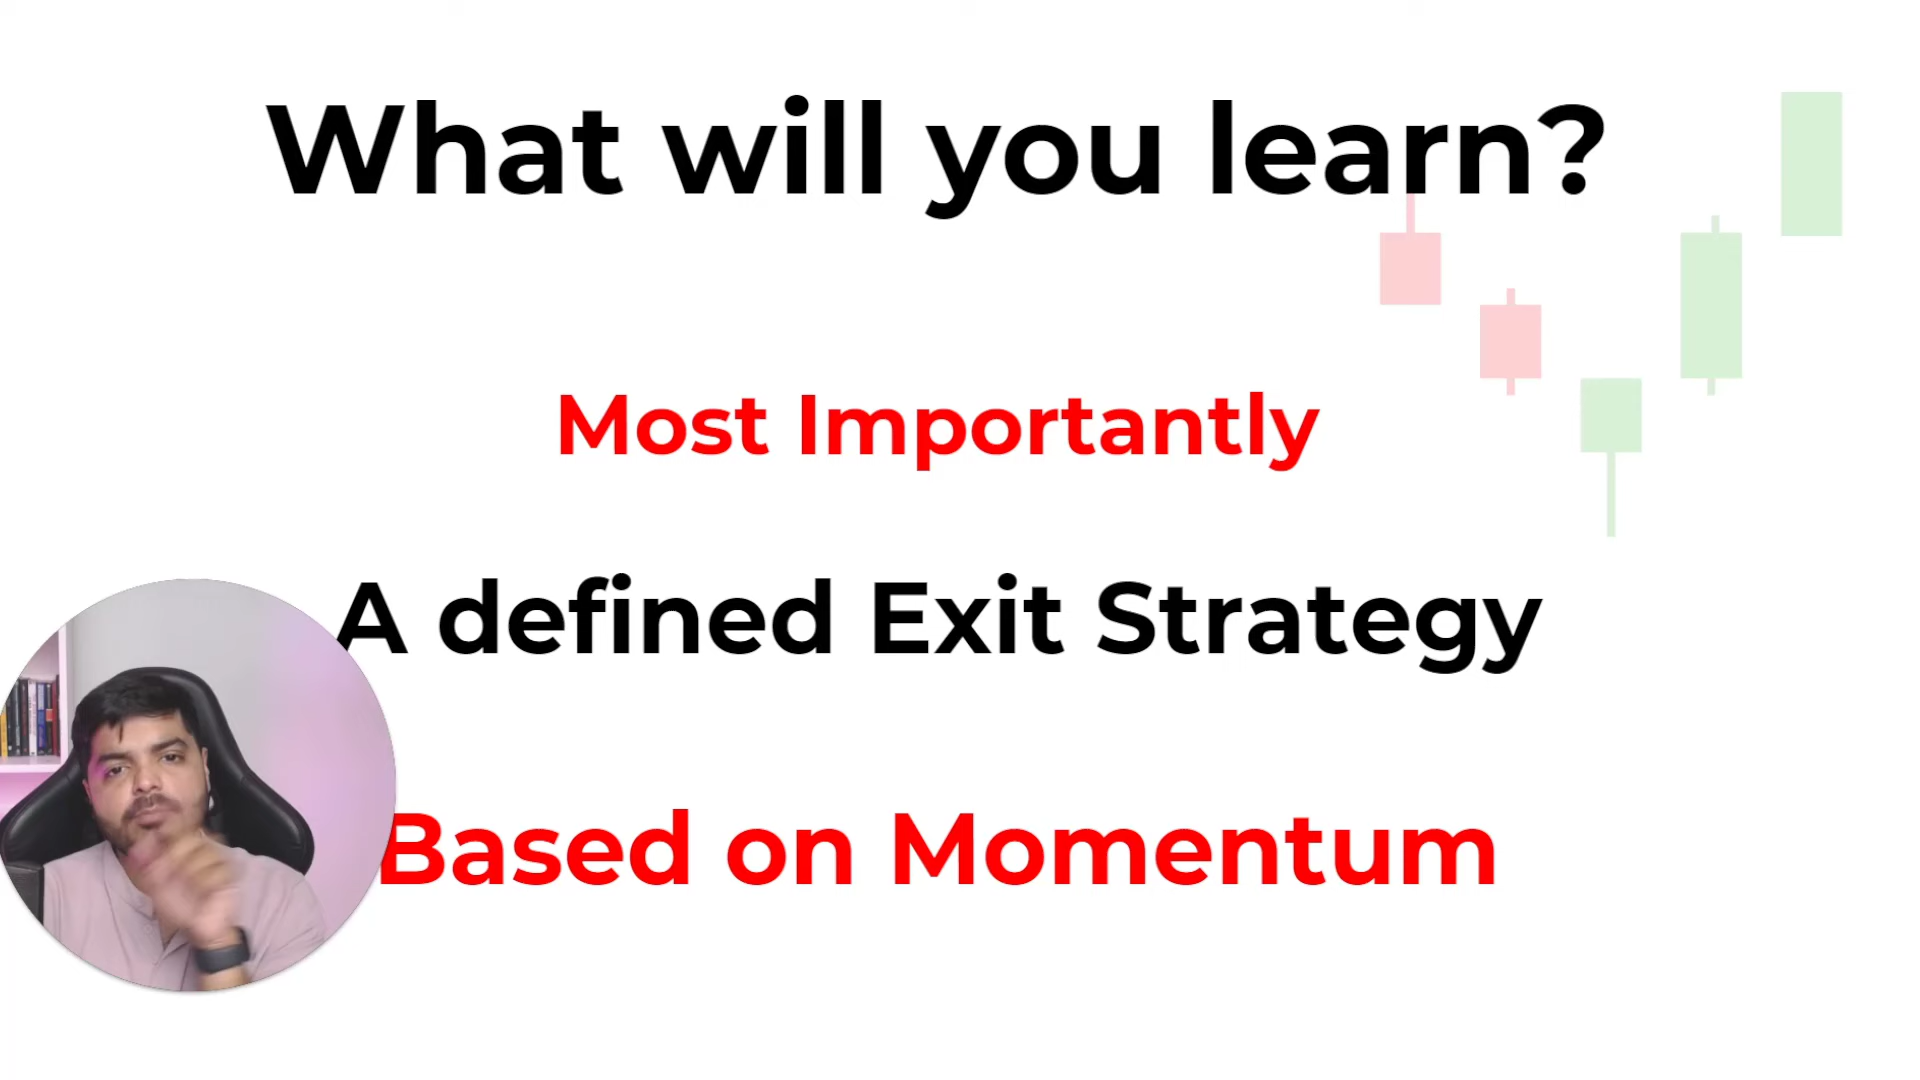 What will you learn?
Most Importantly
A defined Exit Strategy
Based on Momentum